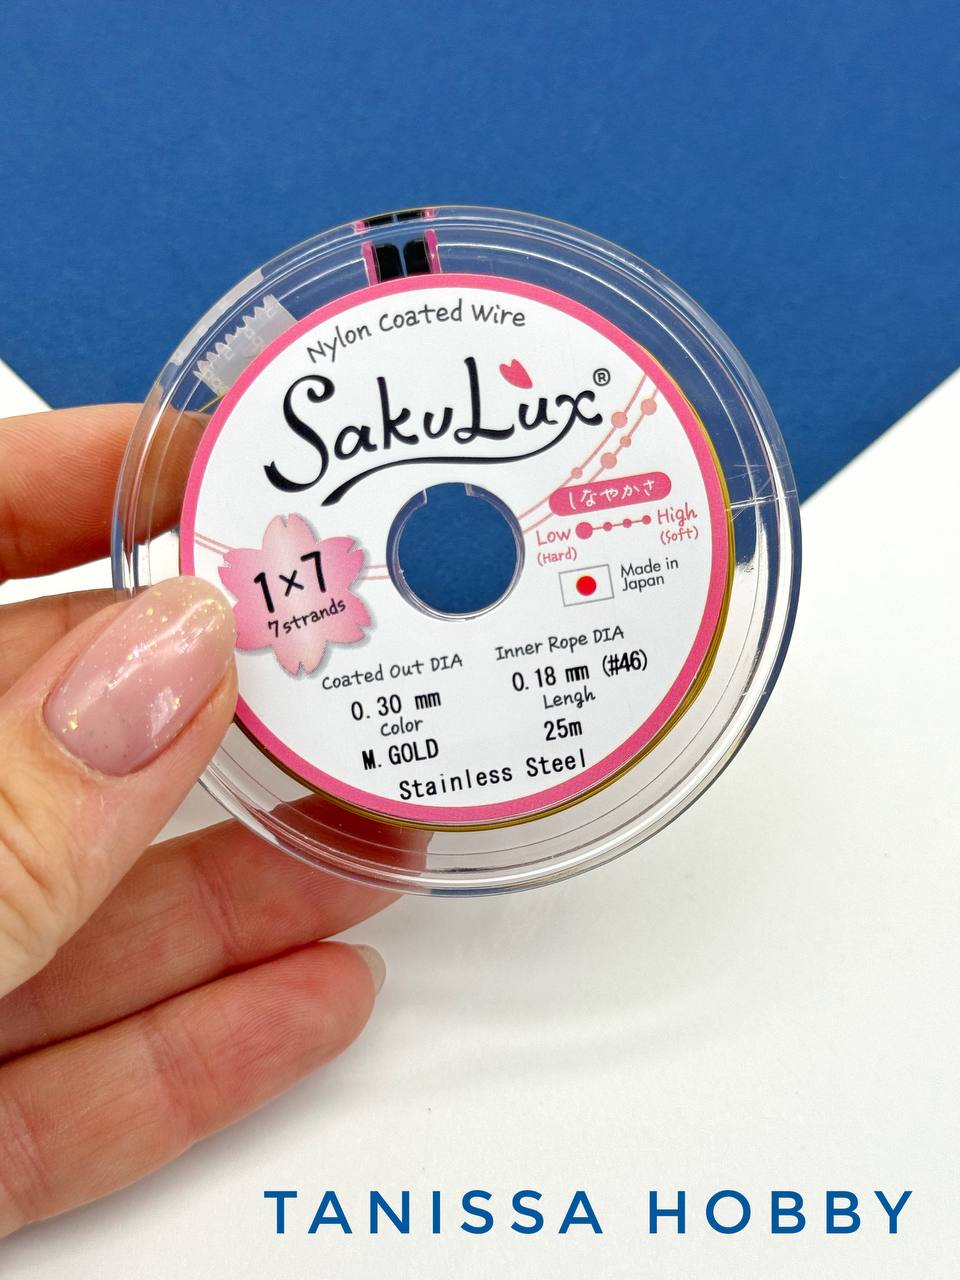 Nylon Coated Wire
SakuLux®
しなやかさ
Low High
(Hard) (Soft)
Made in
Japan
1×7
7strands
Coated Out DIA
0.30 mm
Color
M. GOLD
Inner Rope DIA
0.18 mm (#46)
Lengh
25m
Stainless Steel
TANISSA HOBBY